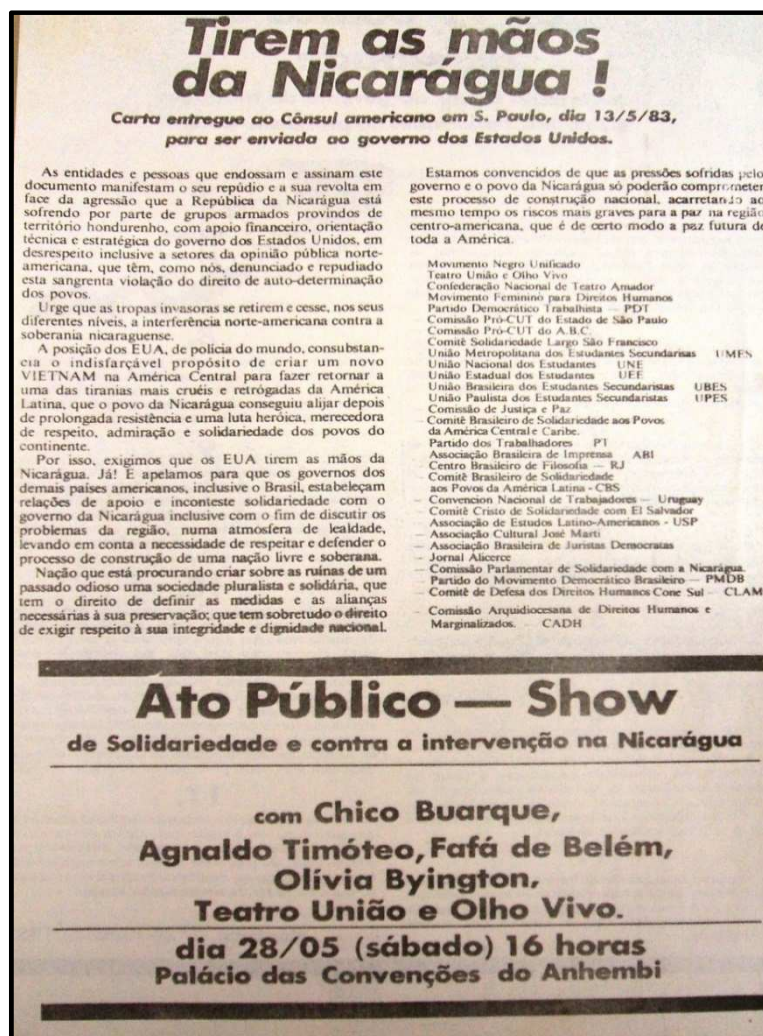 Tirem as mãos
da Nicarágua !
Carta entregue ao Cônsul americano em S. Paulo, dia 13/5/83,
para ser enviada ao governo dos Estados Unidos.
As entidades e pessoas que endossam e assinam este
documento manifestam o seu repúdio e a sua revolta em
face da agressão que a República da Nicarágua está
sofrendo por parte de grupos armados provindos de
território hondurenho, com apoio financeiro, orientação
técnica e estratégica do governo dos Estados Unidos, em
desrespeito inclusive a setores da opinião pública norte-
americana, que têm, como nós, denunciado e repudiado
esta sangrenta violação do direito de auto-determinação
dos povos.
Urge que as tropas invasoras se retirem e cesse, nos seus
diferentes níveis, a interferência norte-americana contra a
soberania nicaraguense.
A posição dos EUA, de polícia do mundo, consubstan-
cia o indisfarçável propósito de criar um novo
VIETNAM na América Central para fazer retornar a
uma das tiranias mais cruéis e retrógadas da América
Latina, que o povo da Nicarágua conseguiu alijar depois
de prolongada resistência e uma luta heróica, merecedora
de respeito, admiração e solidariedade dos povos do
continente.
Por isso, exigimos que os EUA tirem as mãos da
Nicarágua. Já! E apelamos para que os governos dos
demais países americanos, inclusive o Brasil, estabeleçam
relações de apoio e inconteste solidariedade com o
governo da Nicarágua inclusive com o fim de discutir os
problemas da região, numa atmosfera de lealdade,
levando em conta a necessidade de respeitar e defender o
processo de construção de uma nação livre e soberana.
Nação que está procurando criar sobre as ruínas de um
passado odioso uma sociedade pluralista e solidária, que
tem o direito de definir as medidas e as alianças
necessárias à sua preservação; que tem sobretudo o direito
de exigir respeito à sua integridade e dignidade nacional.
Estamos convencidos de que as pressões sofridas pelo
governo e o povo da Nicarágua só poderão comprometer
este processo de construção nacional, acarretando ao
mesmo tempo os riscos mais graves para a paz na região
centro-americana, que é de certo modo a paz futura de
toda a América.
Movimento Negro Unificado
Teatro União e Olho Vivo
Confederação Nacional de Teatro Amador
Movimento Feminino para Direitos Humanos
Partido Democrático Trabalhista — PDT
Comissão Pró-CUT do Estado de São Paulo
Comissão Pró-CUT do A.B.C.
Comitê Solidariedade Largo São Francisco
União Metropolitana dos Estudantes Secundarisas UMES
União Nacional dos Estudantes UNE
União Estadual dos Estudantes UEE
União Brasileira dos Estudantes Secundaristas UBES
União Paulista dos Estudantes Secundaristas UPES
Comissão de Justiça e Paz
Comitê Brasileiro de Solidariedade aos Povos
da América Central e Caribe.
Partido dos Trabalhadores PT
Associação Brasileira de Imprensa ABI
Centro Brasileiro de Filosofia — RJ
Comitê Brasileiro de Solidariedade
aos Povos da América Latina - CBS
Convencion Nacional de Trabajadores — Uruguay
Comitê Cristo de Solidariedade com El Salvador
Associação de Estudos Latino-Americanos - USP
Associação Cultural José Marti
Associação Brasileira de Juristas Democratas
Jornal Alicerce
Comissão Parlamentar de Solidariedade com a Nicarágua.
Partido do Movimento Democrático Brasileiro — PMDB
Comitê de Defesa dos Direitos Humanos Cone Sul — CLAM
Comissão Arquidiocesana de Direitos Humanos e
Marginalizados. — CADH
Ato Público — Show
de Solidariedade e contra a intervenção na Nicarágua
com Chico Buarque,
Agnaldo Timóteo, Fafá de Belém,
Olívia Byington,
Teatro União e Olho Vivo.
dia 28/05 (sábado) 16 horas
Palácio das Convenções do Anhembi